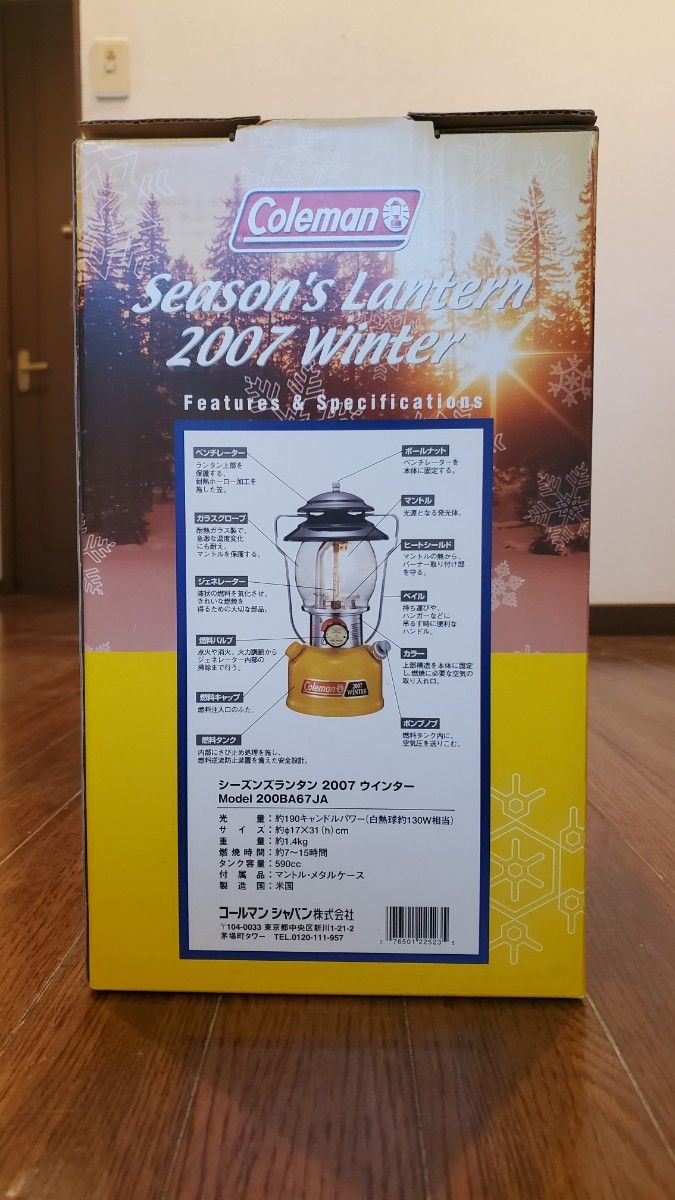 Coleman
Season's Lantern
2007 Winter
Features & Specifications
ベンチレーター
ランタン上部を
保護する、
耐熱ホーロー加工を
施した笠。
ガラスグローブ
耐熱ガラス製で、
急激な温度変化
にも耐え、
マントルを保護する。
ジェネレーター
液状の燃料を気化させ、
きれいな燃焼を
得るための大切な部品。
燃料バルブ
点火や消火、火力調節から
ジェネレーター内部の
掃除まで行う。
燃料キャップ
燃料注入口のふた。
燃料タンク
内部にさび止め処理を施し、
燃料逆流防止装置を備えた安全設計。
ボールナット
ベンチレーターを
本体に固定する。
マントル
光源となる発光体。
ヒートシールド
マントルの熱から、
バーナー取り付け部
を守る。
ベイル
持ち運びや、
ハンガーなどに
吊るす時に便利な
ハンドル。
カラー
上部構造を本体に固定
し、燃焼に必要な空気の
取り入れ口。
ポンプノブ
燃料タンク内に、
空気圧を送りこむ。
Coleman
2007
WINTER
シーズンズランタン 2007 ウインター
Model 200BA67JA
光 量：約190キャンドルパワー（白熱球約130W相当）
サ イ ズ：約φ17×31（h）cm
重 量：約1.4kg
燃焼時間：約7〜15時間
タンク容量：590cc
付 属 品：マントル・メタルケース
製 造 国：米国
コールマン ジャパン株式会社
〒104-0033 東京都中央区新川1-21-2
茅場町タワー TEL.0120-111-957
0 76501 22523 5